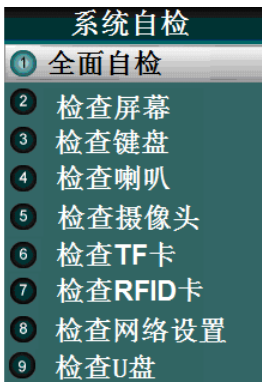 系统自检
1 全面自检
2 检查屏幕
3 检查键盘
4 检查喇叭
5 检查摄像头
6 检查TF卡
7 检查RFID卡
8 检查网络设置
9 检查U盘